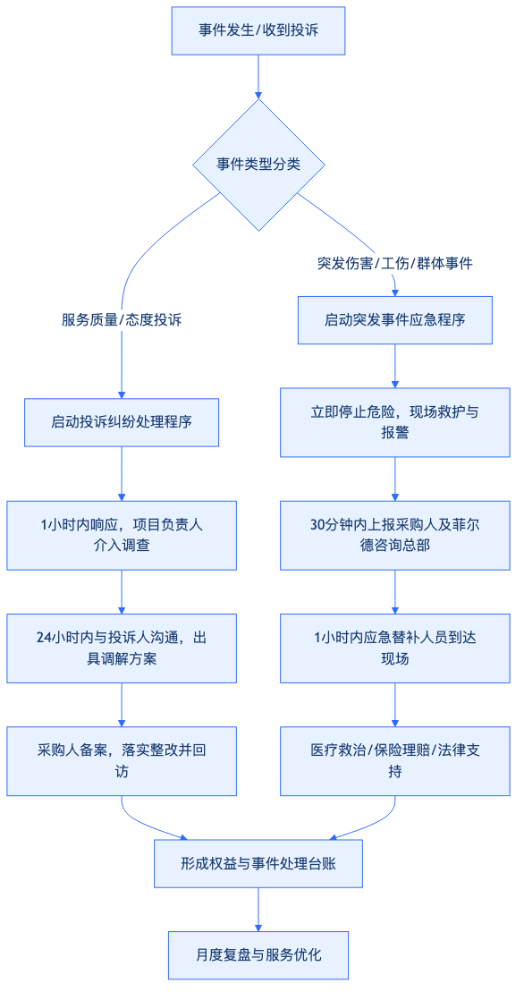 事件发生/收到投诉
事件类型分类
服务质量/态度投诉
启动投诉纠纷处理程序
1小时内响应，项目负责人
介入调查
24小时内与投诉人沟通，出
具调解方案
采购人备案，落实整改并回
访
突发伤害/工伤/群体事件
启动突发事件应急程序
立即停止危险，现场救护与
报警
30分钟内上报采购人及菲尔
德咨询总部
1小时内应急替补人员到达
现场
医疗救治/保险理赔/法律支
持
形成权益与事件处理台账
月度复盘与服务优化